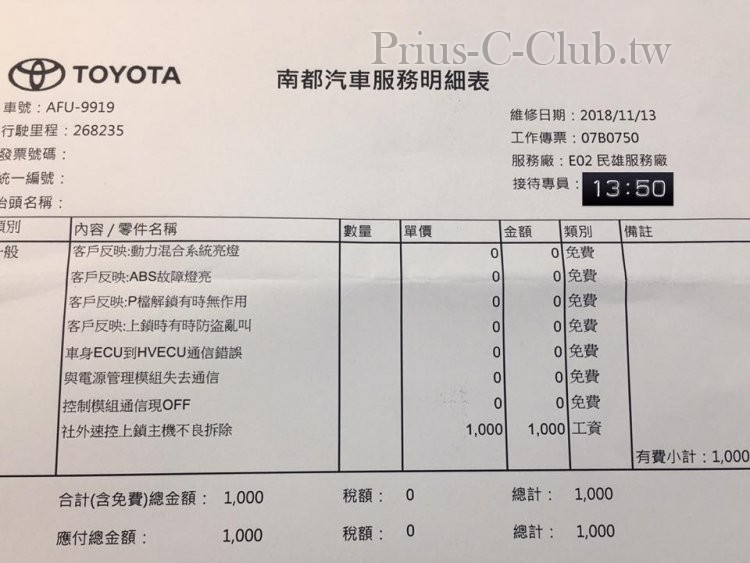 Prius-C-Club.tw
TOYOTA
南都汽車服務明細表
車號：AFU-9919
行駛里程：268235
發票號碼：
統一編號：
抬頭名稱：
維修日期：2018/11/13
工作傳票：07B0750
服務廠：E02 民雄服務廠
接待專員：13:50
類別 內容 / 零件名稱 數量 單價 金額 類別 備註
一般 客戶反映:動力混合系統亮燈 0 0 免費
客戶反映:ABS故障燈亮 0 0 免費
客戶反映:P檔解鎖有時無作用 0 0 免費
客戶反映:上鎖時有時防盜亂叫 0 0 免費
車身ECU到HVECU通信錯誤 0 0 免費
與電源管理模組失去通信 0 0 免費
控制模組通信現OFF 0 0 免費
社外速控上鎖主機不良拆除 1,000 1,000 工資
有費小計：1,000
合計(含免費)總金額： 1,000 稅額： 0 總計： 1,000
應付總金額： 1,000 稅額： 0 總計： 1,000